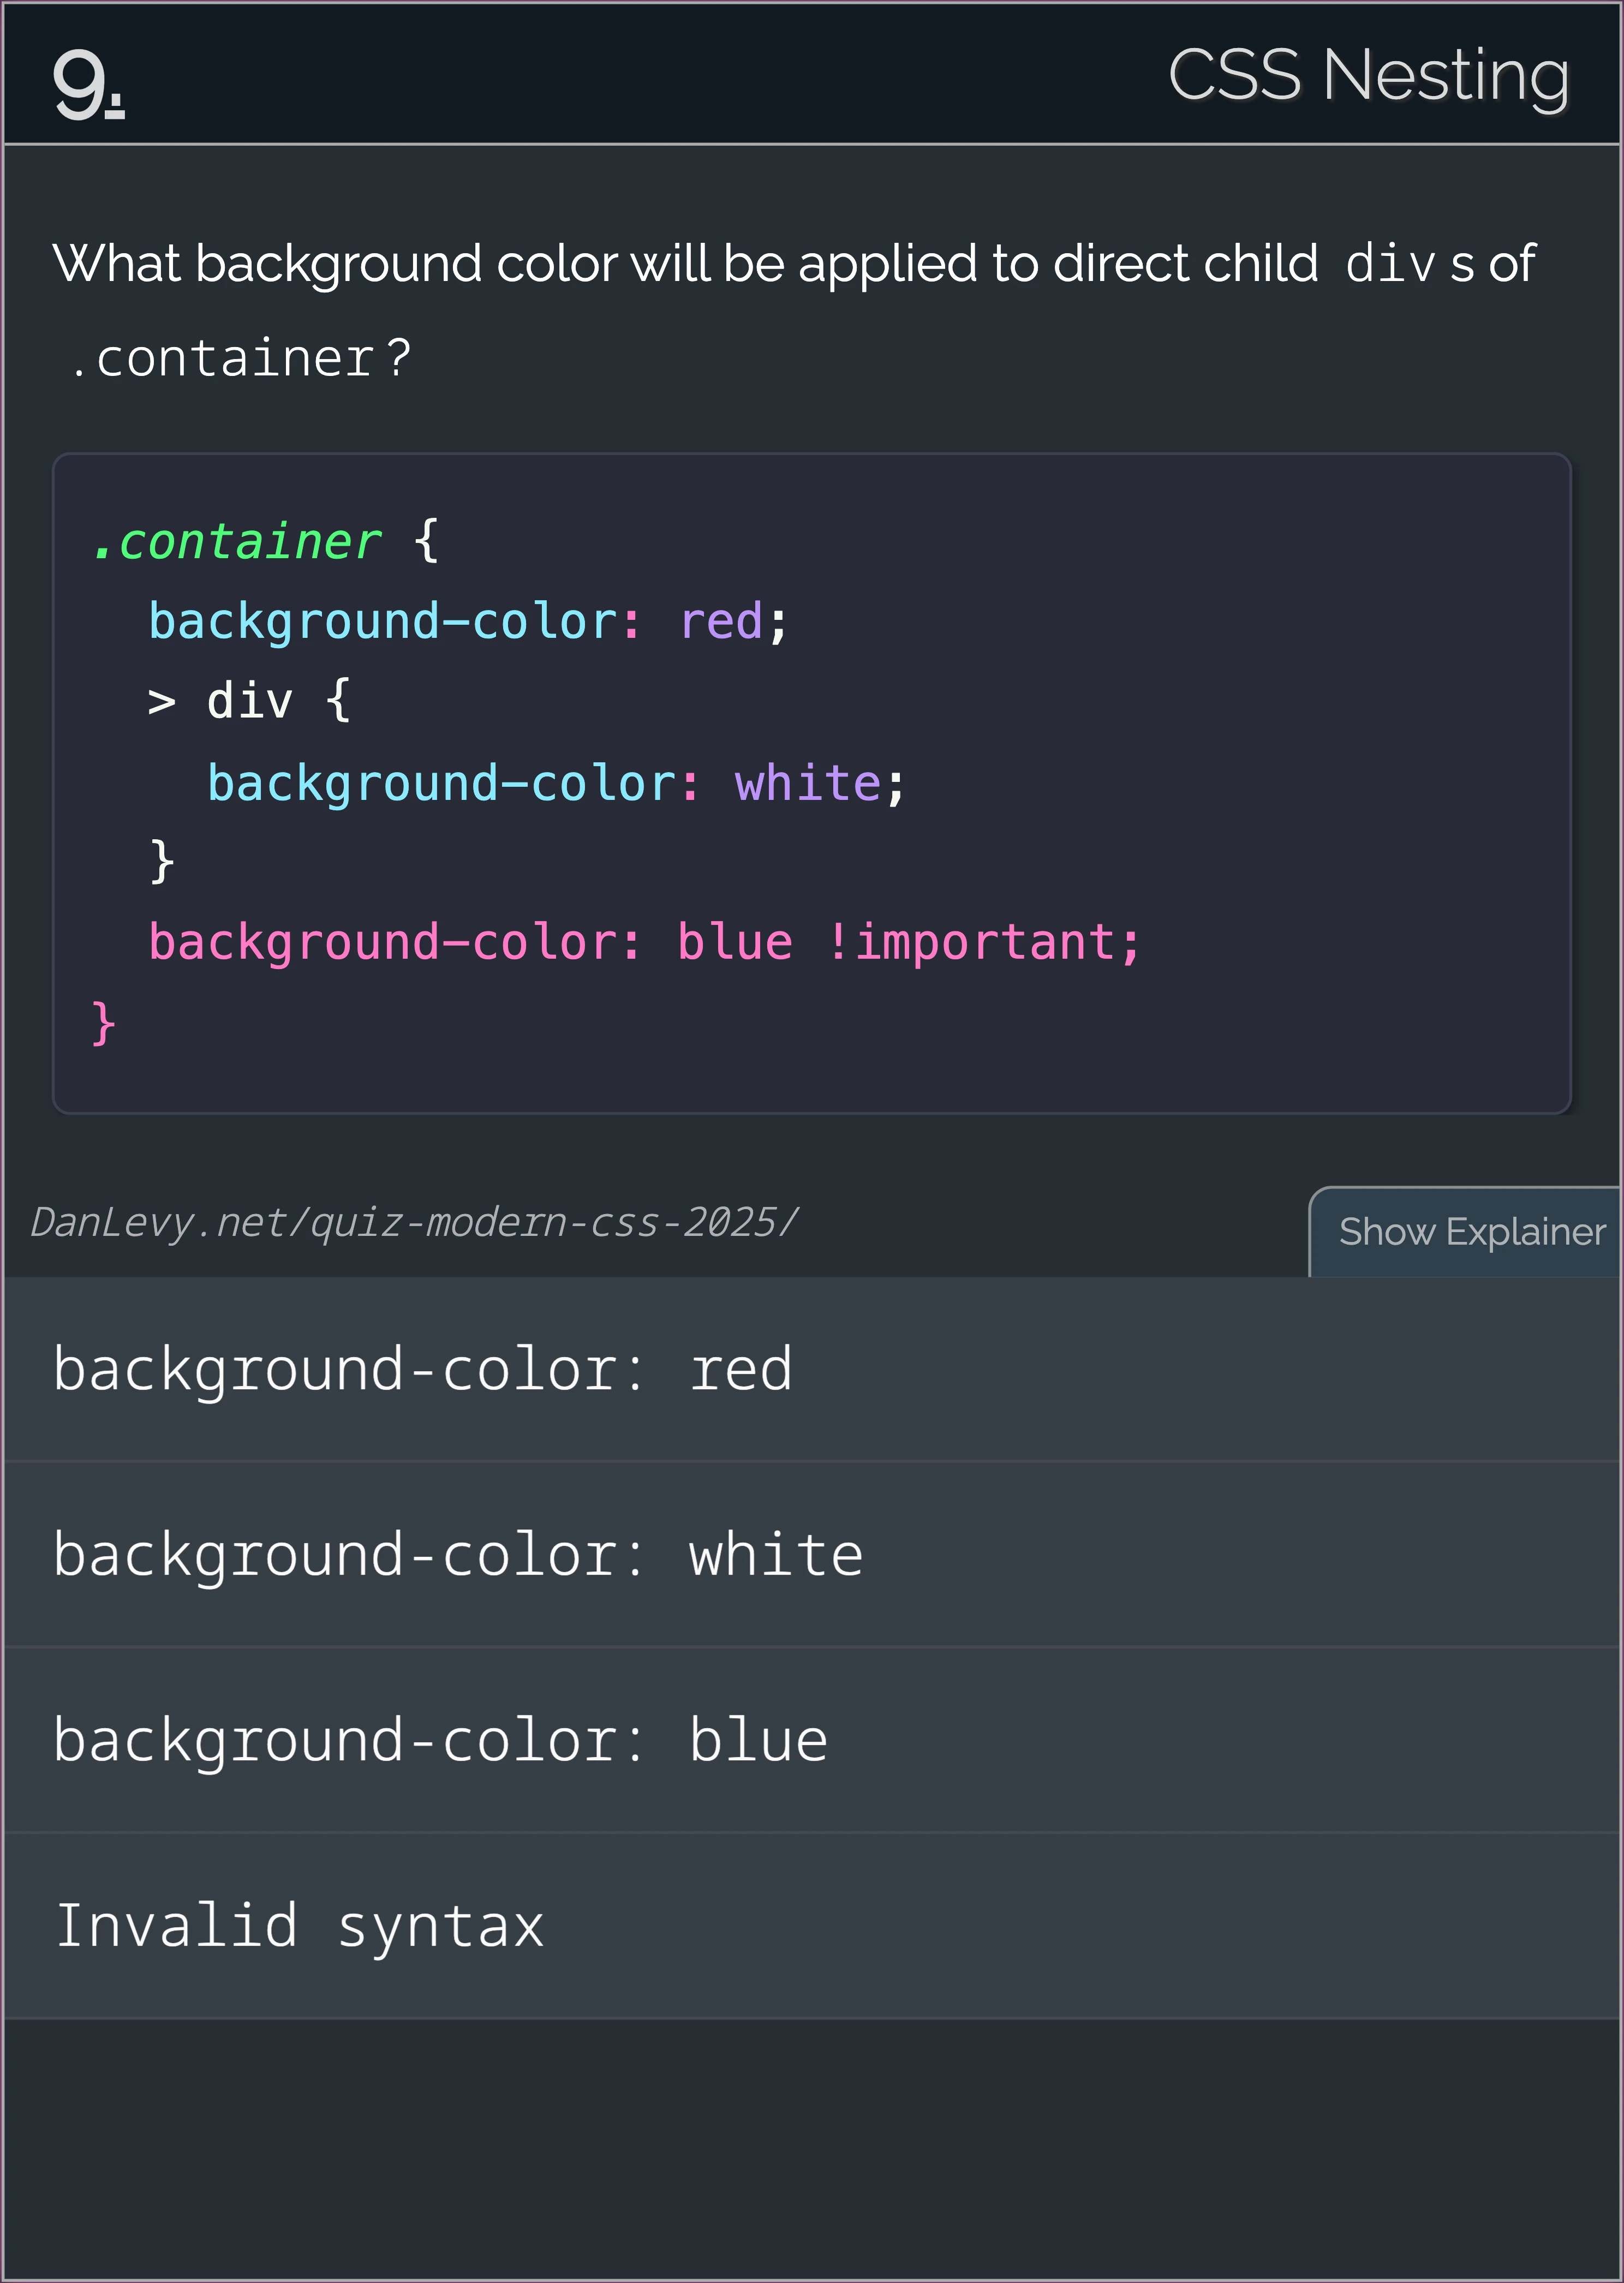 9.
CSS Nesting
What background color will be applied to direct child div s of
.container?
.container {
  background-color: red;
  > div {
    background-color: white;
  }
  background-color: blue !important;
}
DanLevy.net/quiz-modern-css-2025/
Show Explainer
background-color: red
background-color: white
background-color: blue
Invalid syntax